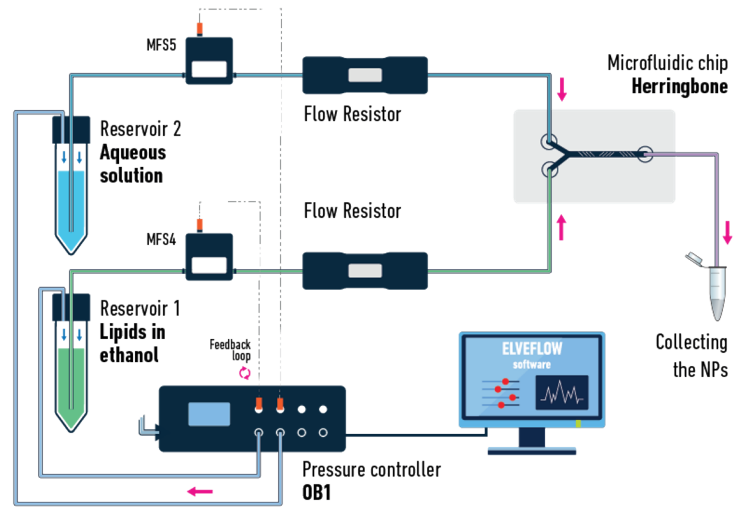 MFS5
Flow Resistor
Microfluidic chip
Herringbone
Reservoir 2
Aqueous
solution
Flow Resistor
MFS4
Reservoir 1
Lipids in
ethanol
Feedback
loop
ELVEFLOW
software
Collecting
the NPs
Pressure controller
OB1